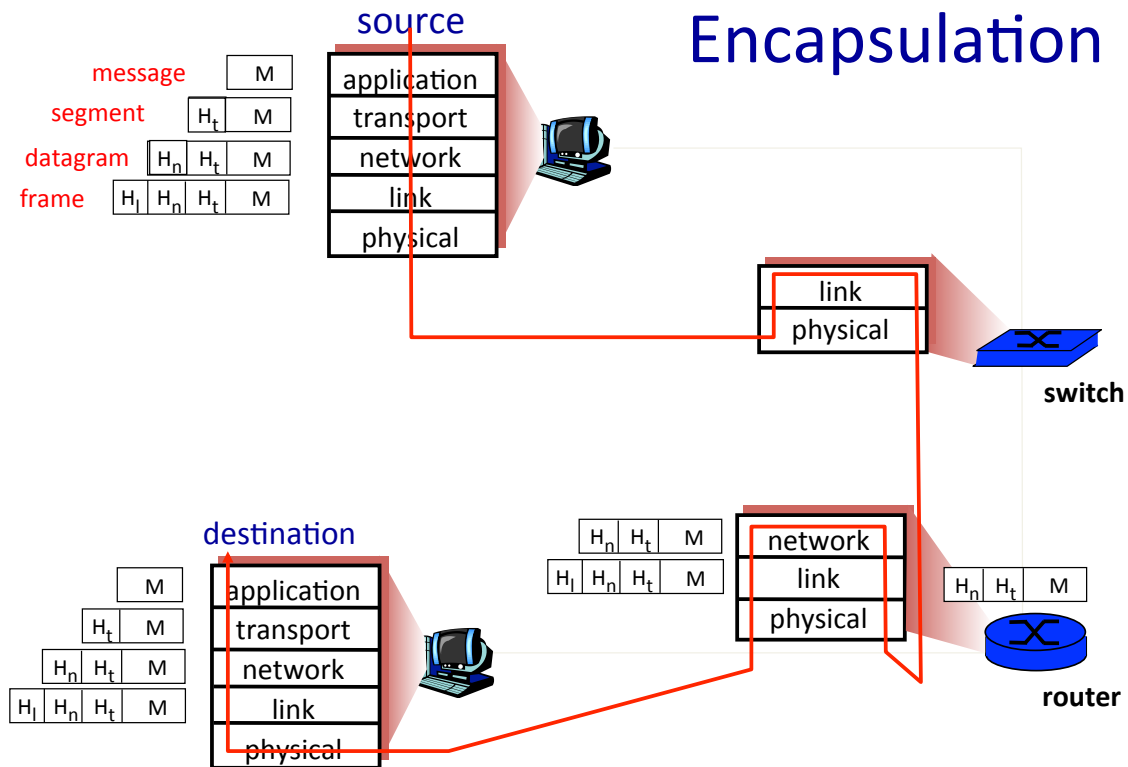 Encapsulation
source
message M application
segment Hₜ M transport
datagram Hₙ Hₜ M network
frame Hₗ Hₙ Hₜ M link
physical
link
physical
switch
destination
Hₙ Hₜ M network
Hₗ Hₙ Hₜ M link
physical
Hₙ Hₜ M
router
M application
Hₜ M transport
Hₙ Hₜ M network
Hₗ Hₙ Hₜ M link
physical